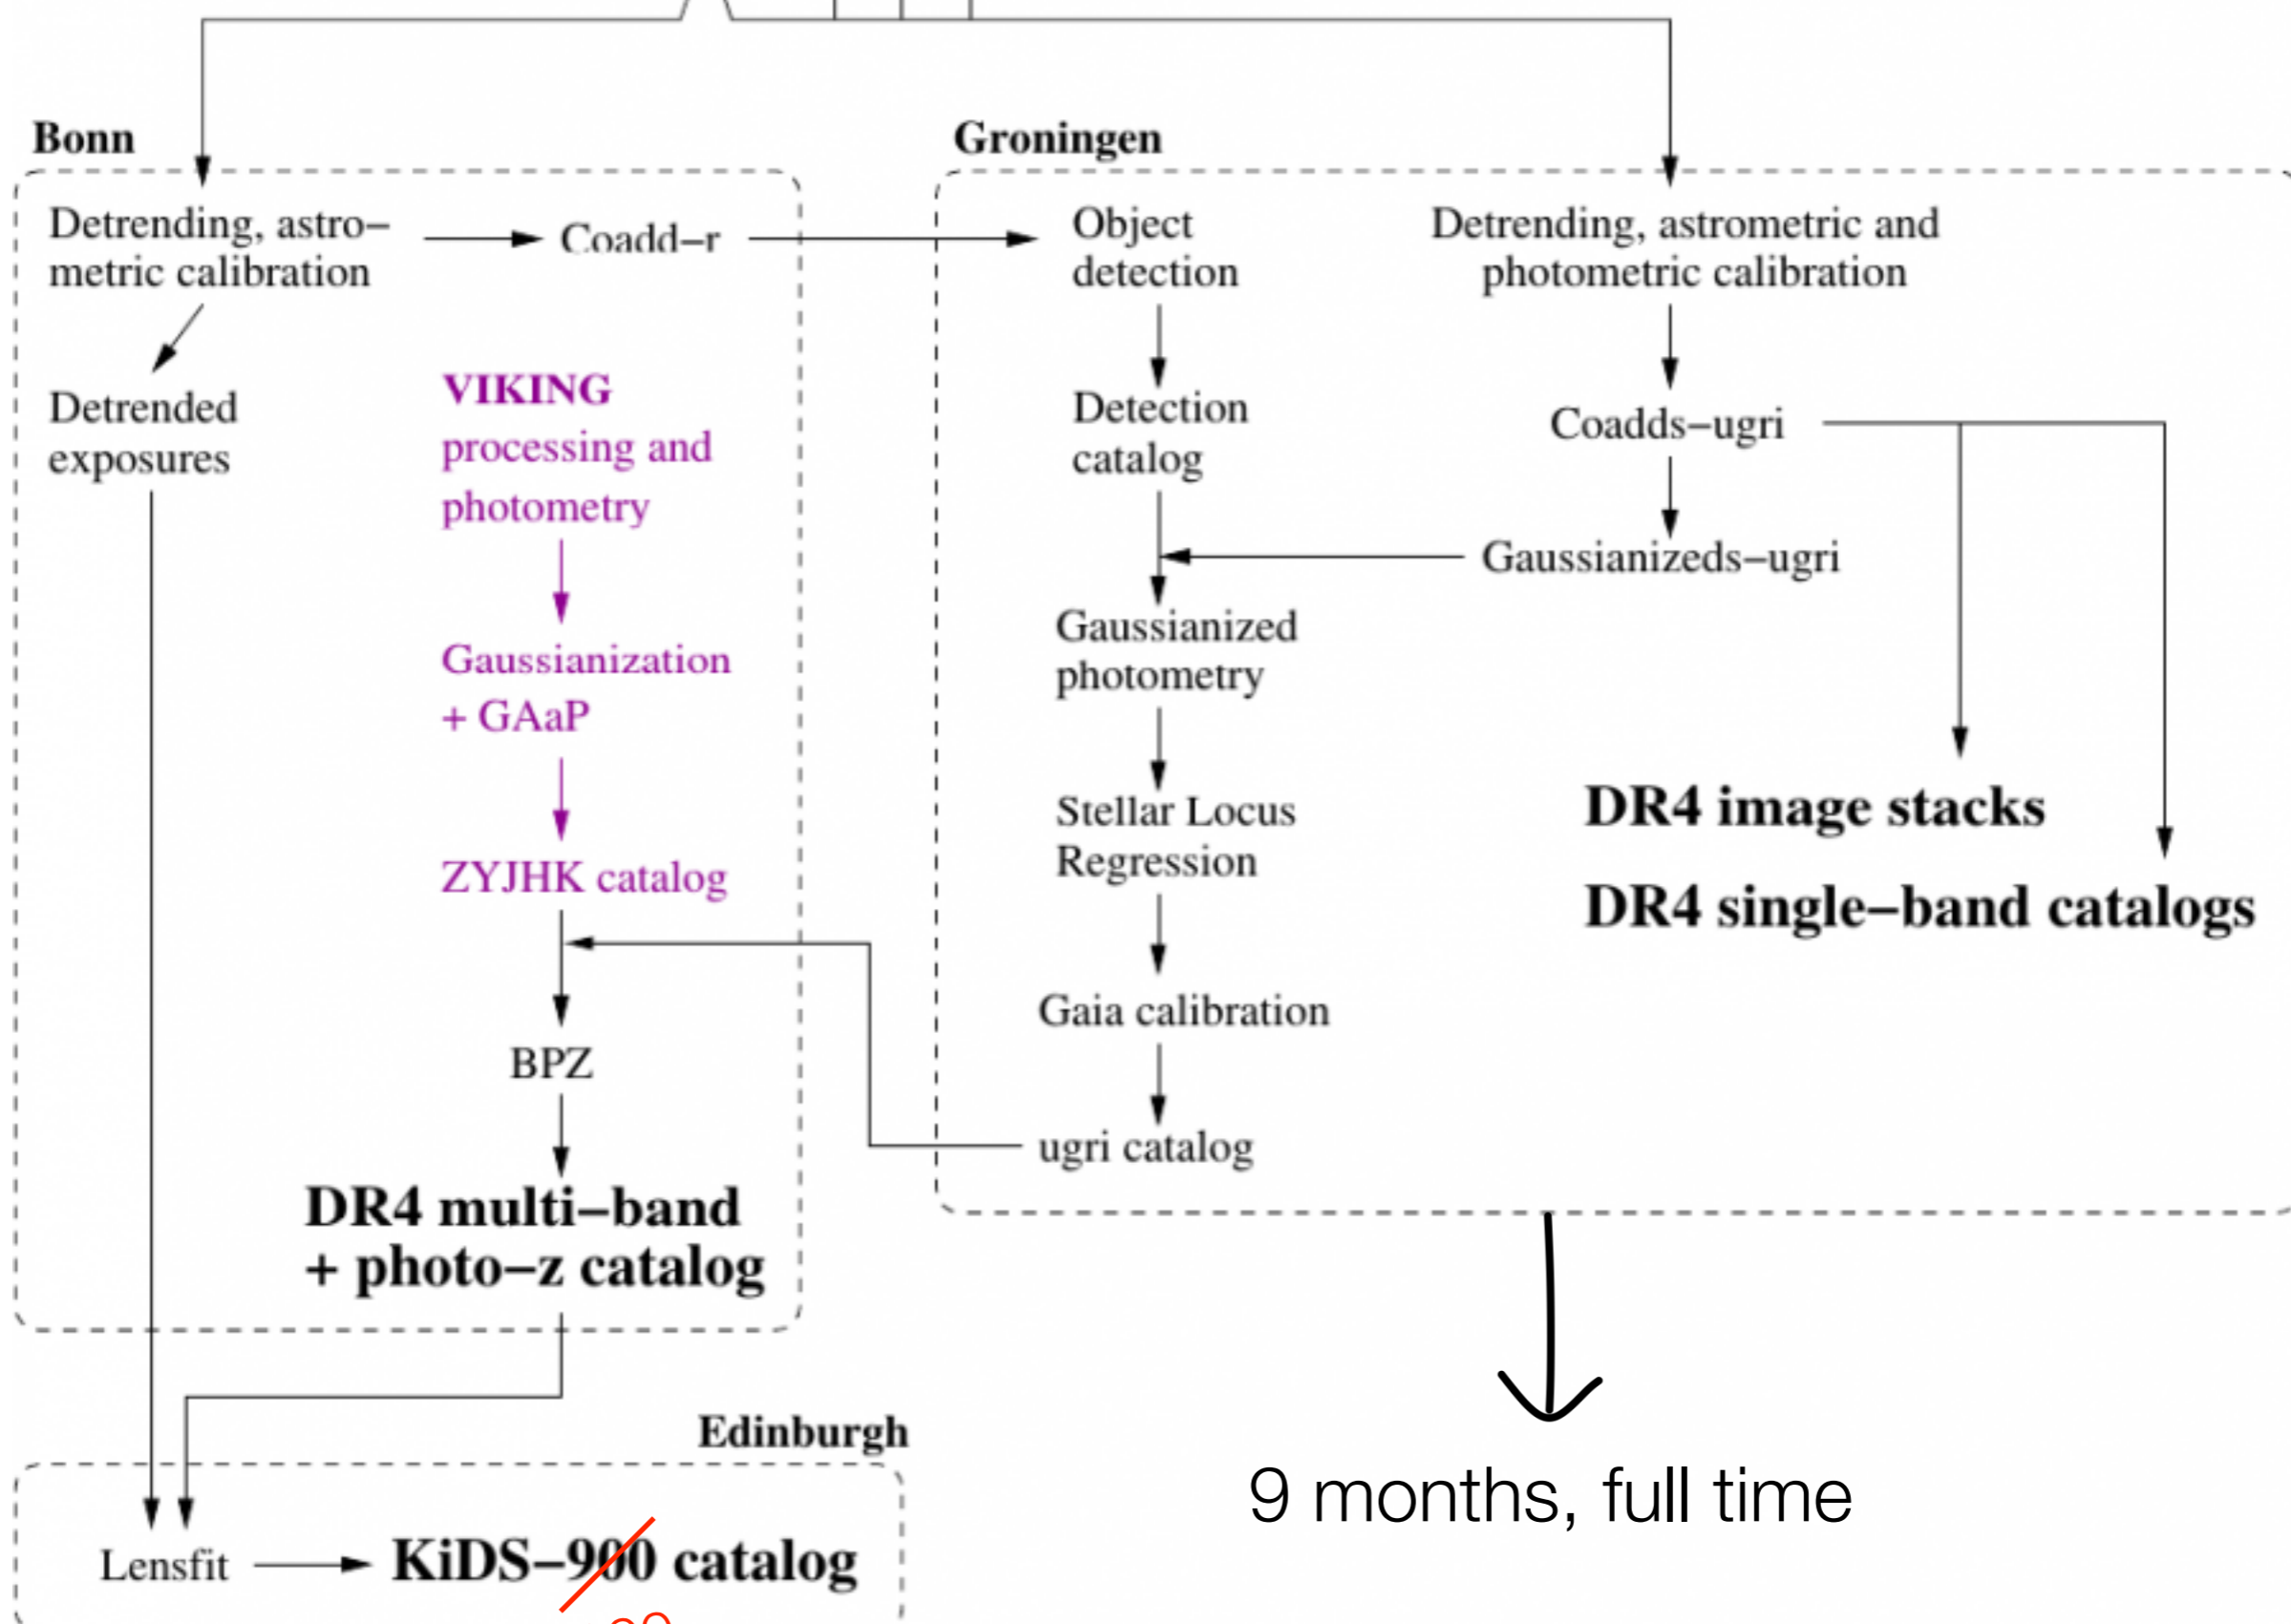 Bonn
Detrending, astro–
metric calibration
Coadd–r
Detrended
exposures
VIKING
processing and
photometry
Gaussianization
+ GAaP
ZYJHK catalog
BPZ
DR4 multi–band
+ photo–z catalog
Groningen
Object
detection
Detection
catalog
Gaussianized
photometry
Stellar Locus
Regression
Gaia calibration
ugri catalog
Detrending, astrometric and
photometric calibration
Coadds–ugri
Gaussianizeds–ugri
DR4 image stacks
DR4 single–band catalogs
9 months, full time
Edinburgh
Lensfit
KiDS–900 catalog